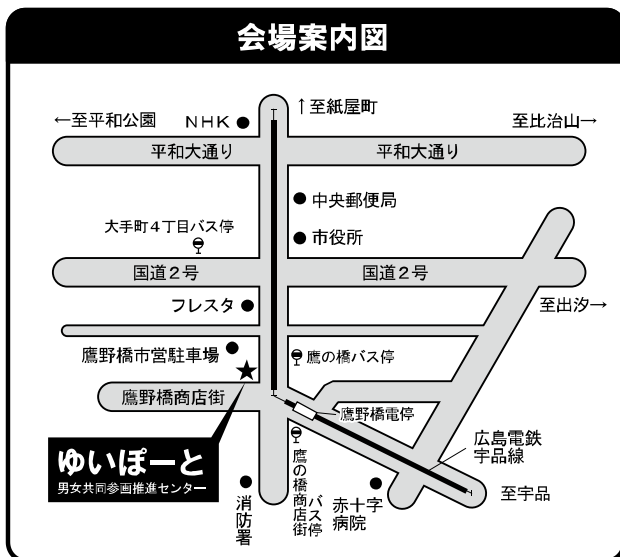 会場案内図
←至平和公園
NHK
↑至紙屋町
至比治山→
平和大通り
平和大通り
中央郵便局
大手町4丁目バス停
市役所
国道2号
国道2号
フレスタ
至出汐→
鷹野橋市営駐車場
鷹の橋バス停
鷹野橋商店街
鷹野橋電停
ゆいぽーと
男女共同参画推進センター
広島電鉄
宇品線
鷹の橋商店街
バス停
消防署
赤十字
病院
至宇品